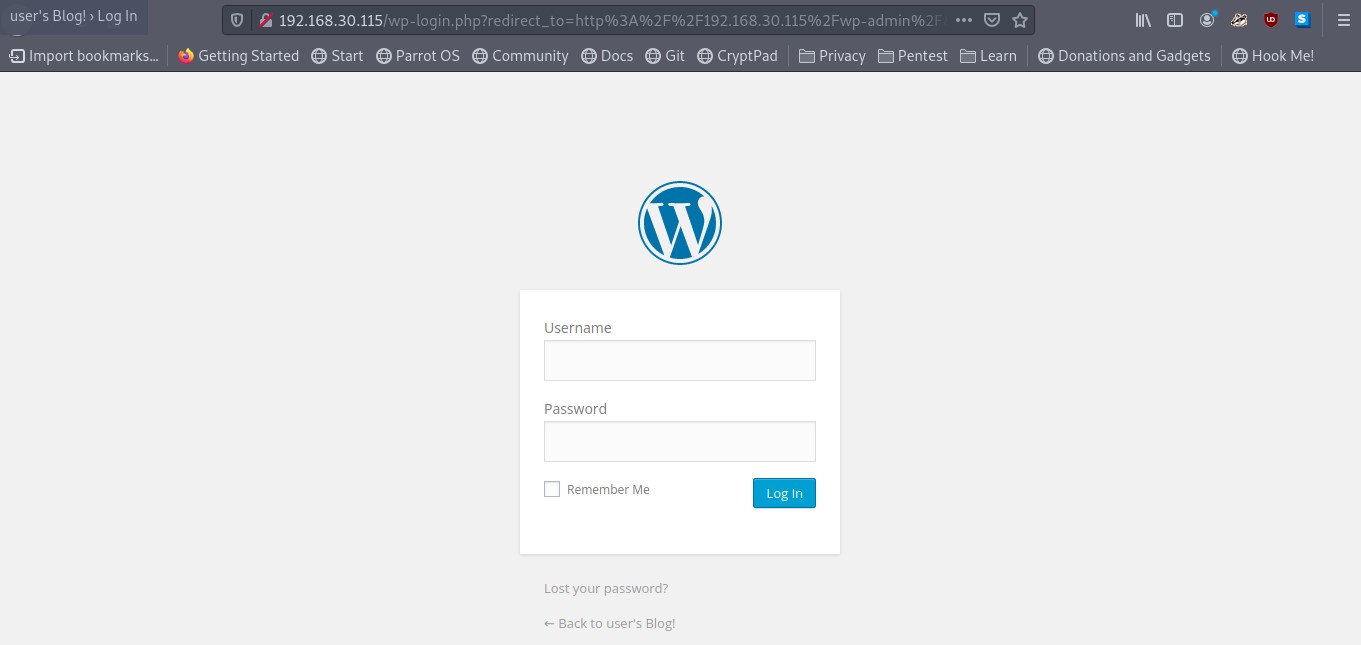 user's Blog! › Log In
192.168.30.115/wp-login.php?redirect_to=http%3A%2F%2F192.168.30.115%2Fwp-admin%2F
Import bookmarks... Getting Started Start Parrot OS Community Docs Git CryptPad Privacy Pentest Learn Donations and Gadgets Hook Me!
Username
Password
Remember Me Log In
Lost your password?
← Back to user's Blog!